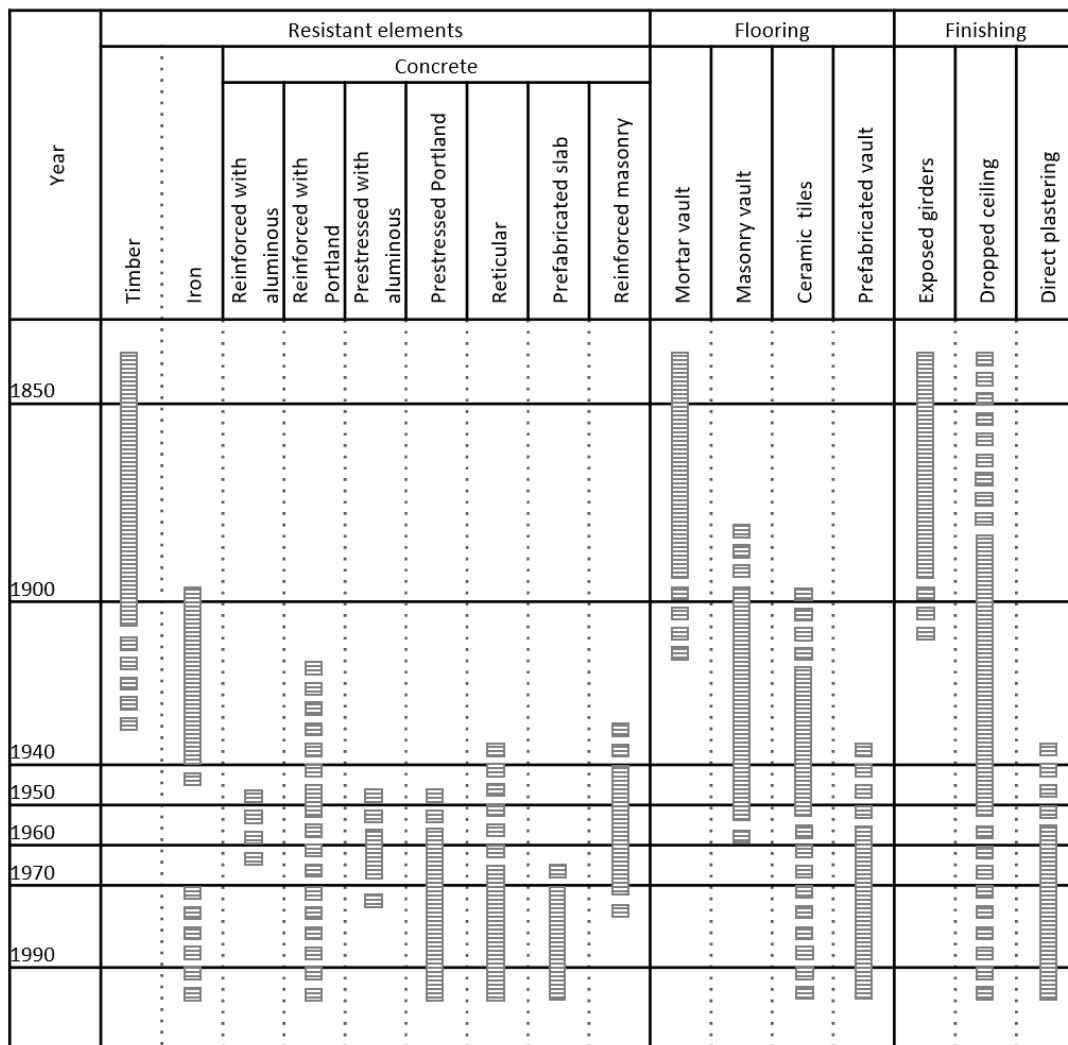 Resistant elements
Flooring
Finishing
Concrete
Year
Timber
Iron
Reinforced with
aluminous
Reinforced with
Portland
Prestressed with
aluminous
Prestressed Portland
Reticular
Prefabricated slab
Reinforced masonry
Mortar vault
Masonry vault
Ceramic tiles
Prefabricated vault
Exposed girders
Dropped ceiling
Direct plastering
1850
1900
1940
1950
1960
1970
1990